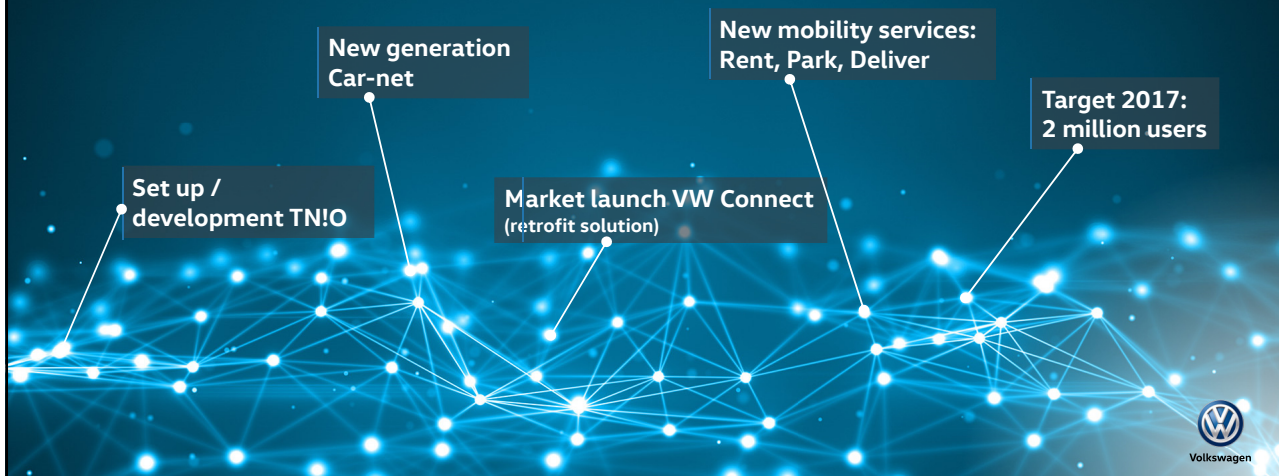 Set up /
development TN!O
New generation
Car-net
Market launch VW Connect
(retrofit solution)
New mobility services:
Rent, Park, Deliver
Target 2017:
2 million users
Volkswagen